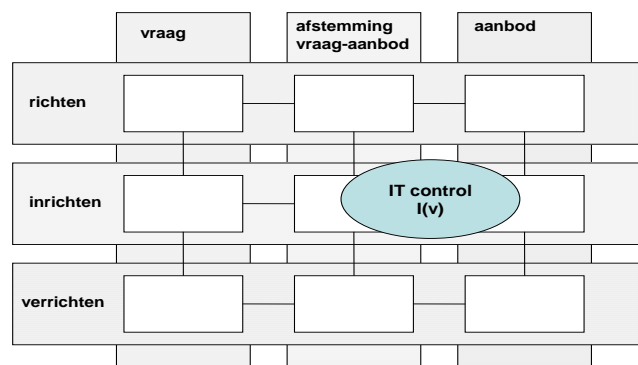 vraag
afstemming
vraag-aanbod
aanbod
richten
inrichten
IT control
I(v)
verrichten